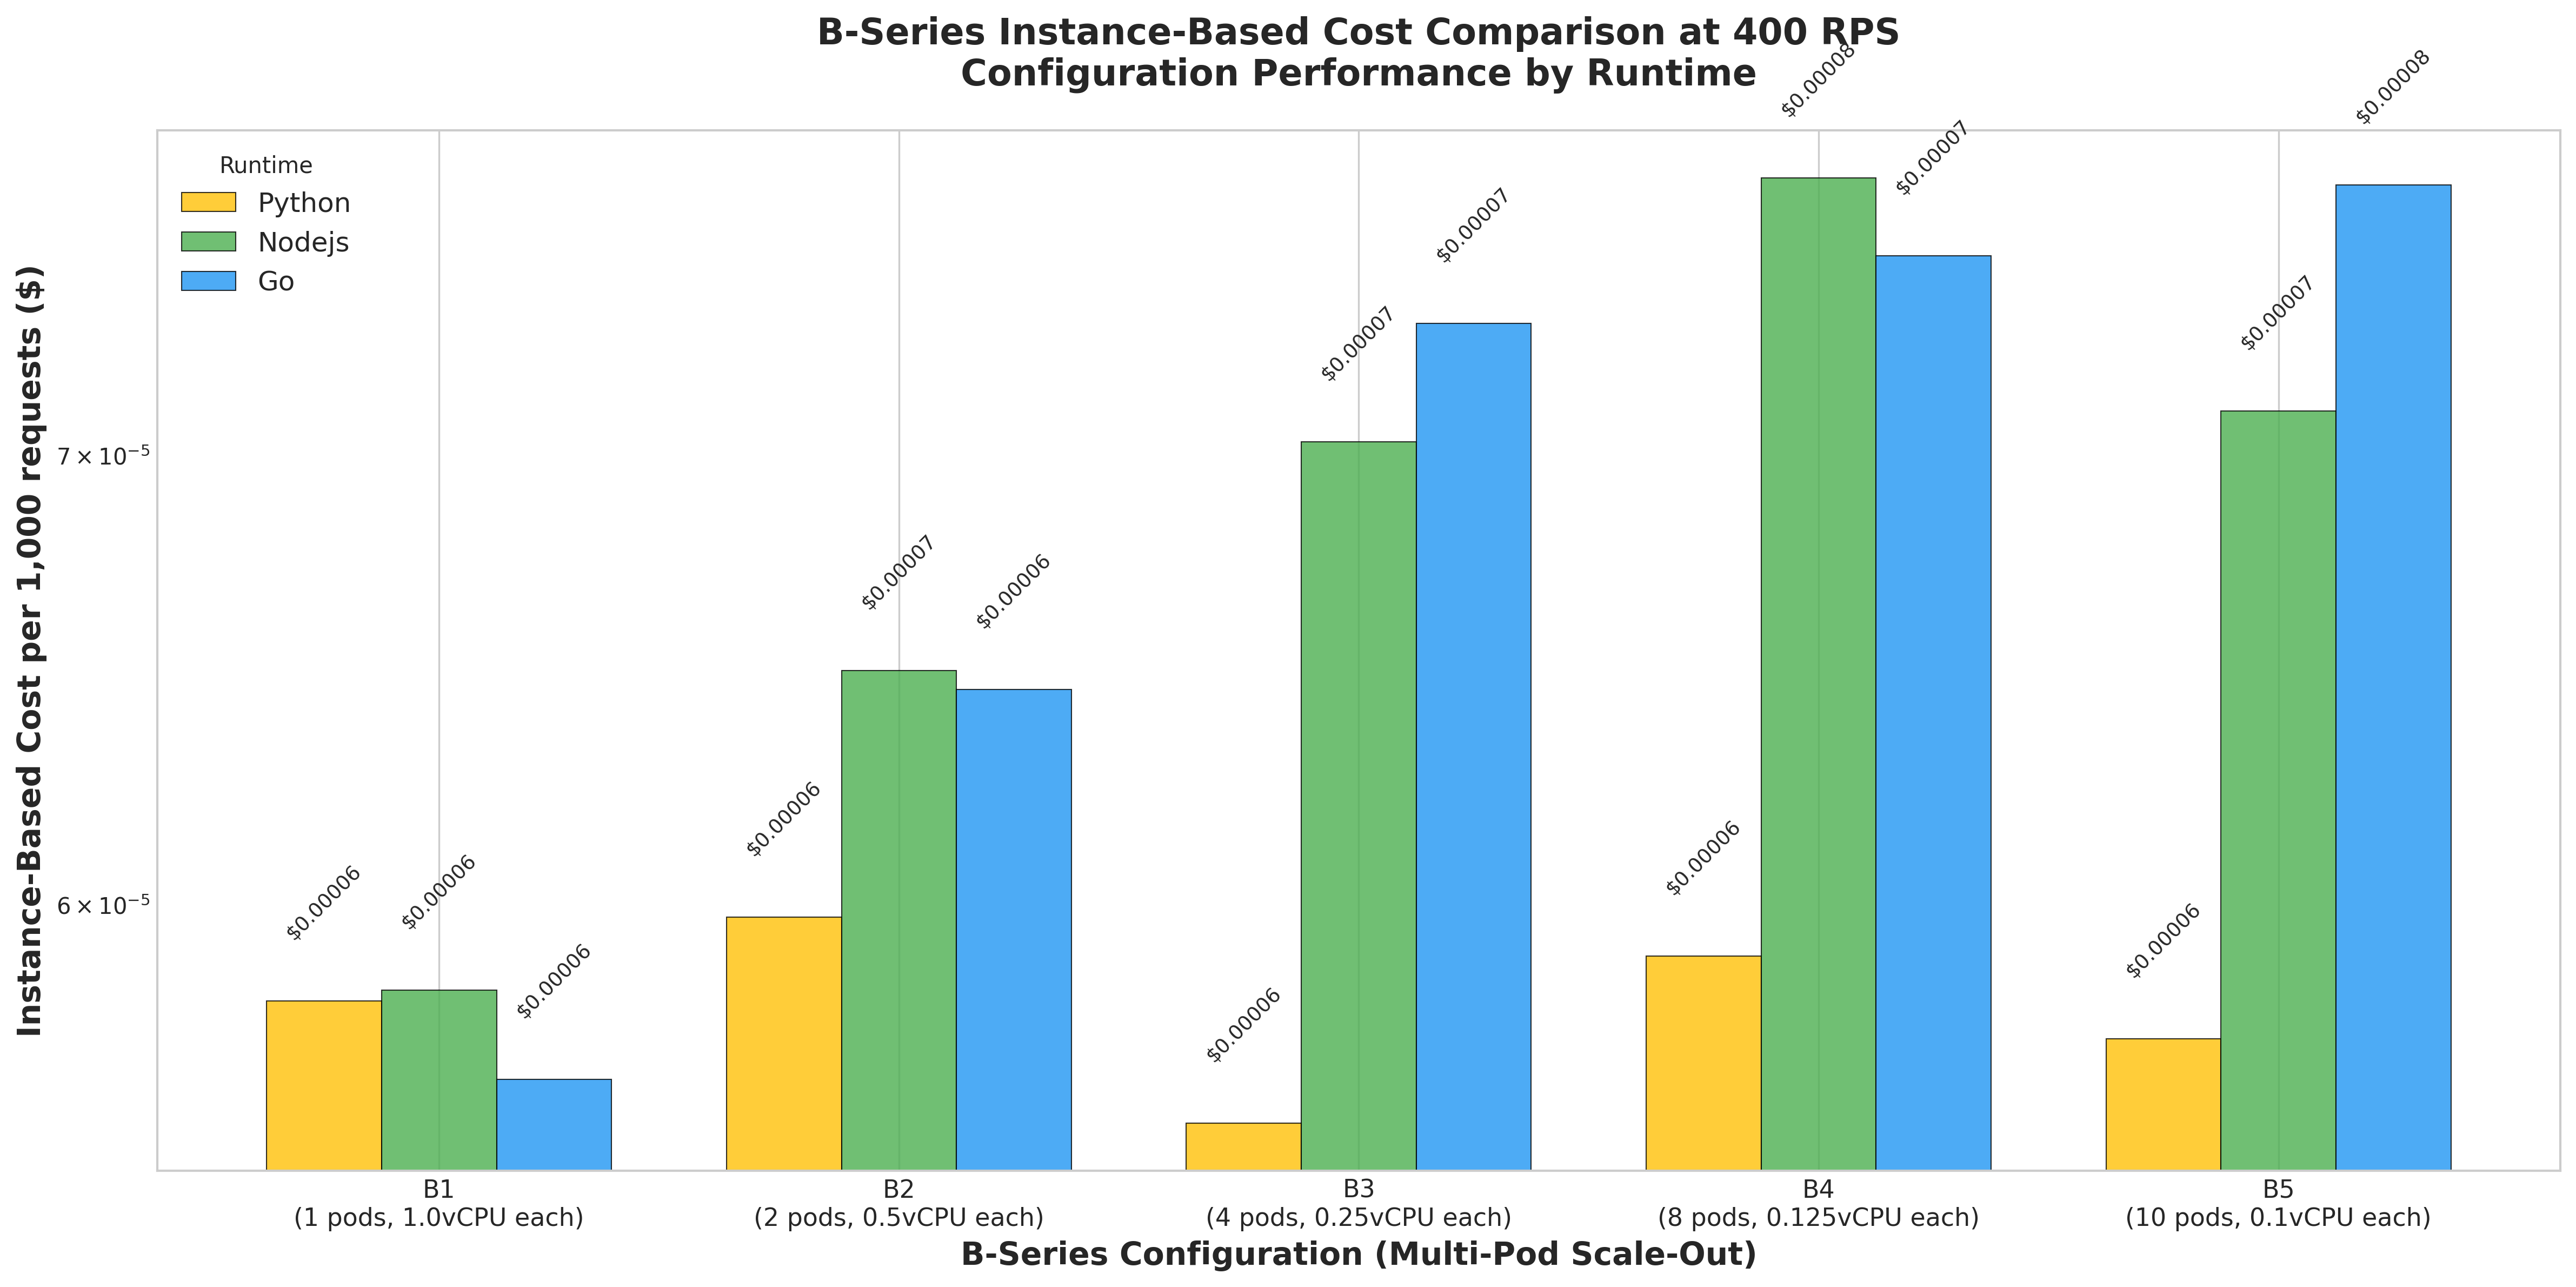 B-Series Instance-Based Cost Comparison at 400 RPS
Configuration Performance by Runtime
Instance-Based Cost per 1,000 requests ($)
7 × 10⁻⁵
6 × 10⁻⁵
Runtime
Python
Nodejs
Go
$0.00006
$0.00006
$0.00006
$0.00006
$0.00007
$0.00006
$0.00006
$0.00007
$0.00007
$0.00006
$0.00008
$0.00007
$0.00006
$0.00007
$0.00008
B1
(1 pods, 1.0vCPU each)
B2
(2 pods, 0.5vCPU each)
B3
(4 pods, 0.25vCPU each)
B4
(8 pods, 0.125vCPU each)
B5
(10 pods, 0.1vCPU each)
B-Series Configuration (Multi-Pod Scale-Out)